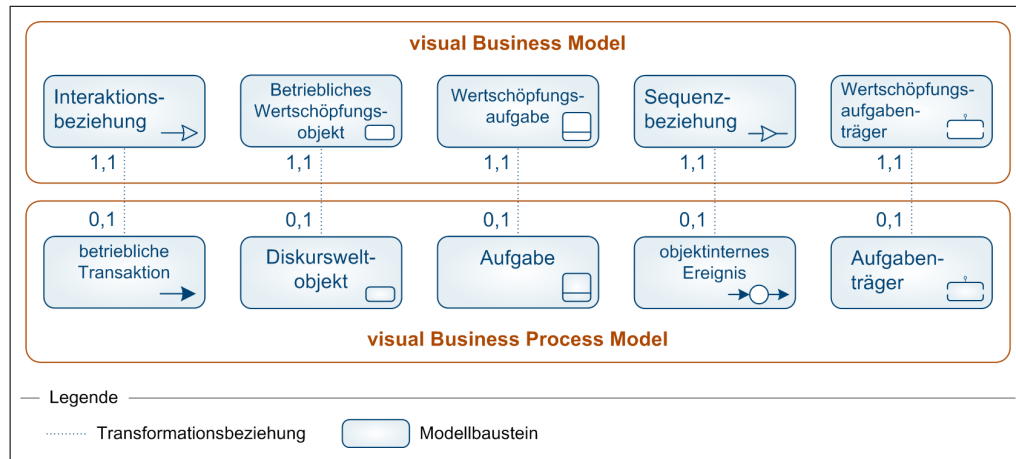 visual Business Model
Interaktions-
beziehung
Betriebliches
Wertschöpfungs-
objekt
Wertschöpfungs-
aufgabe
Sequenz-
beziehung
Wertschöpfungs-
aufgaben-
träger
1,1
1,1
1,1
1,1
1,1
0,1
0,1
0,1
0,1
0,1
betriebliche
Transaktion
Diskurswelt-
objekt
Aufgabe
objektinternes
Ereignis
Aufgaben-
träger
visual Business Process Model
Legende
Transformationsbeziehung
Modellbaustein